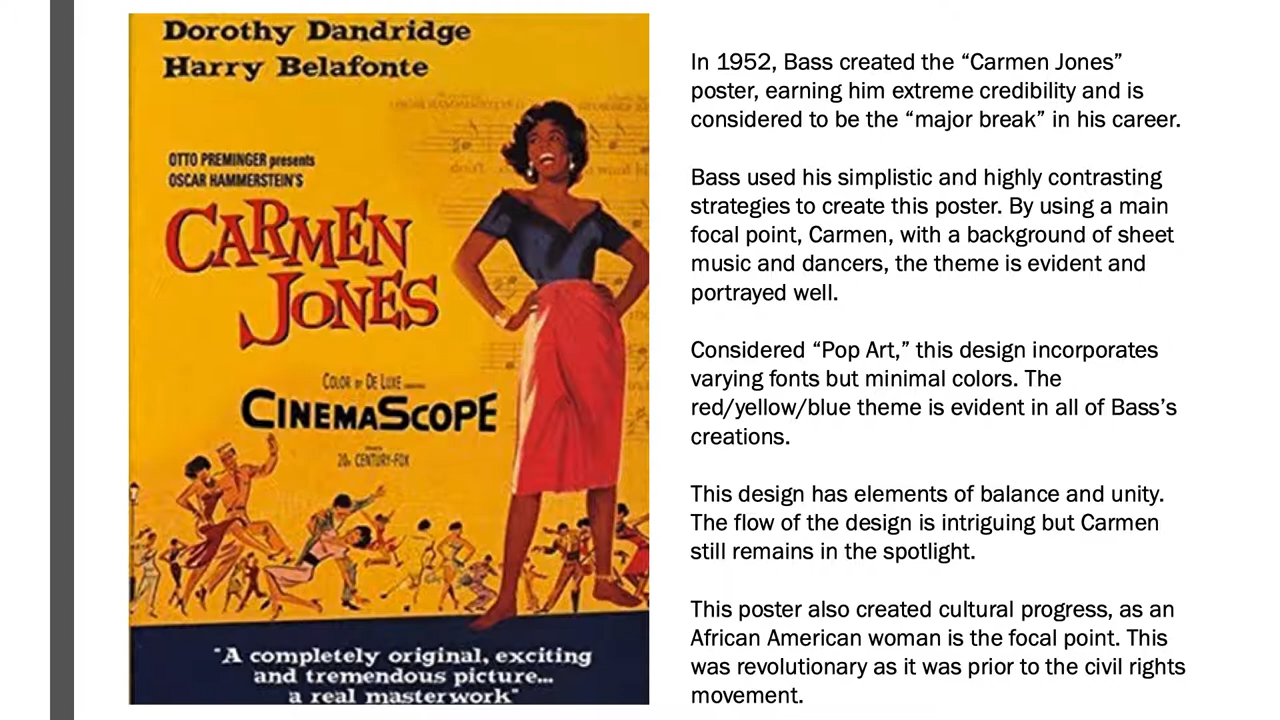 Dorothy Dandridge
Harry Belafonte
OTTO PREMINGER presents
OSCAR HAMMERSTEIN'S
CARMEN
JONES
COLOR BY DE LUXE
CINEMASCOPE
20th CENTURY-FOX
"A completely original, exciting
and tremendous picture...
a real masterwork"
In 1952, Bass created the “Carmen Jones”
poster, earning him extreme credibility and is
considered to be the “major break” in his career.
Bass used his simplistic and highly contrasting
strategies to create this poster. By using a main
focal point, Carmen, with a background of sheet
music and dancers, the theme is evident and
portrayed well.
Considered “Pop Art,” this design incorporates
varying fonts but minimal colors. The
red/yellow/blue theme is evident in all of Bass’s
creations.
This design has elements of balance and unity.
The flow of the design is intriguing but Carmen
still remains in the spotlight.
This poster also created cultural progress, as an
African American woman is the focal point. This
was revolutionary as it was prior to the civil rights
movement.